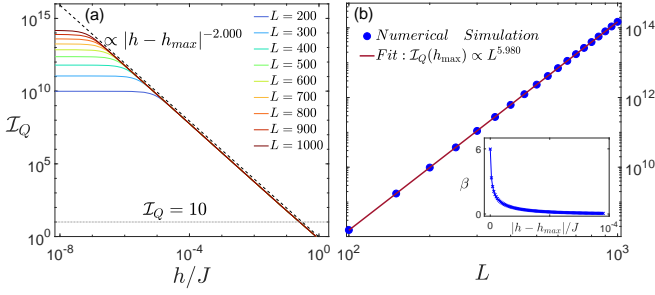 (a)
∝ |h − h_max|^−2.000
L = 200
L = 300
L = 400
L = 500
L = 600
L = 700
L = 800
L = 900
L = 1000
I_Q = 10
10^15
10^10
10^5
10^0
I_Q
10^-8
10^-4
10^0
h/J
(b)
Numerical Simulation
Fit : I_Q(h_max) ∝ L^5.980
10^14
10^12
10^10
10^8
6
β
0
0
10^-4
|h − h_max|/J
10^2
10^3
L